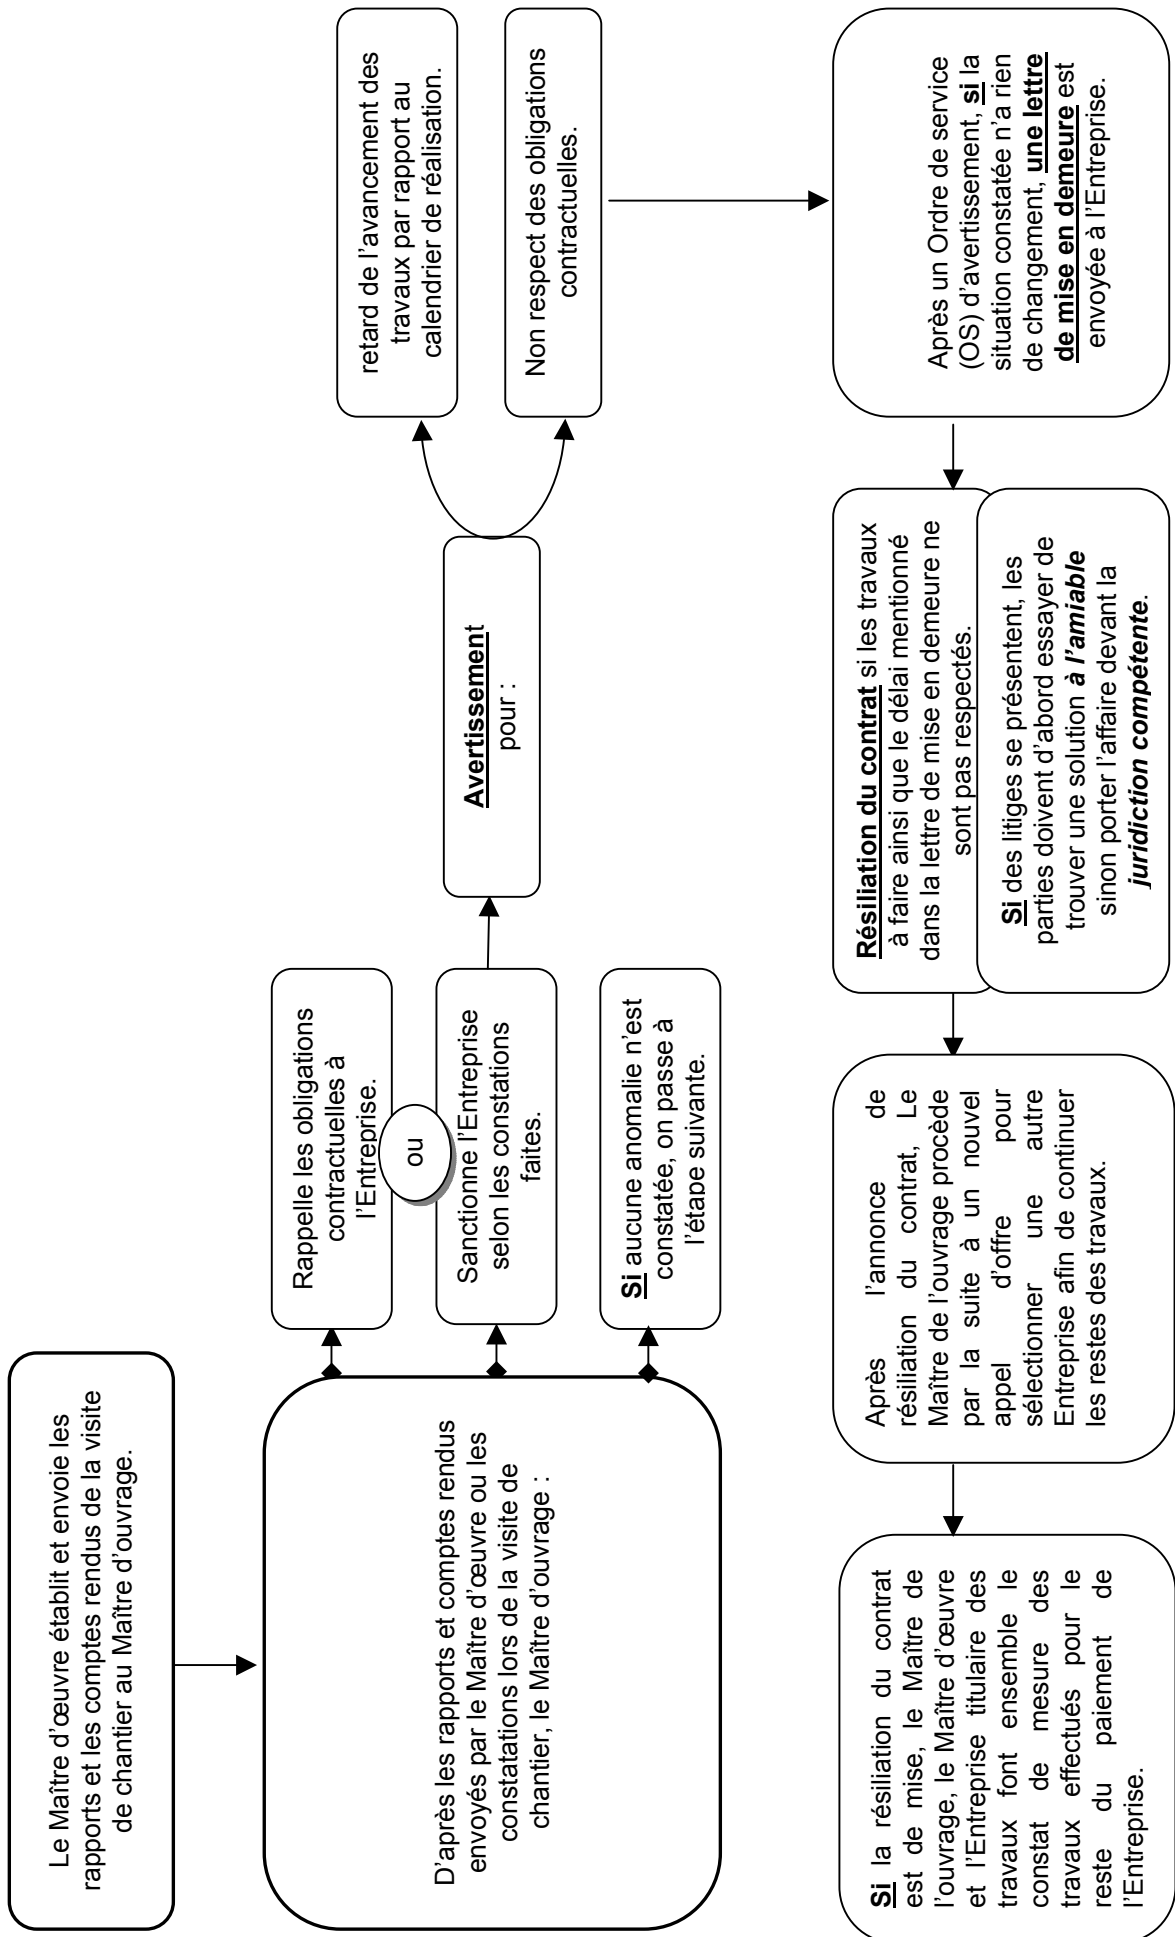 Le Maître d'œuvre établit et envoie les
rapports et les comptes rendus de la visite
de chantier au Maître d'ouvrage.
D'après les rapports et comptes rendus
envoyés par le Maître d'œuvre ou les
constatations lors de la visite de
chantier, le Maître d'ouvrage :
Rappelle les obligations
contractuelles à
l'Entreprise.
ou
Sanctionne l'Entreprise
selon les constations
faites.
Si aucune anomalie n'est
constatée, on passe à
l'étape suivante.
Avertissement
pour :
retard de l'avancement des
travaux par rapport au
calendrier de réalisation.
Non respect des obligations
contractuelles.
Après un Ordre de service
(OS) d'avertissement, si la
situation constatée n'a rien
de changement, une lettre
de mise en demeure est
envoyée à l'Entreprise.
Résiliation du contrat si les travaux
à faire ainsi que le délai mentionné
dans la lettre de mise en demeure ne
sont pas respectés.
Si des litiges se présentent, les
parties doivent d'abord essayer de
trouver une solution à l'amiable
sinon porter l'affaire devant la
juridiction compétente.
Après l'annonce de
résiliation du contrat, Le
Maître de l'ouvrage procède
par la suite à un nouvel
appel d'offre pour
sélectionner une autre
Entreprise afin de continuer
les restes des travaux.
Si la résiliation du contrat
est de mise, le Maître de
l'ouvrage, le Maître d'œuvre
et l'Entreprise titulaire des
travaux font ensemble le
constat de mesure des
travaux effectués pour le
reste du paiement de
l'Entreprise.